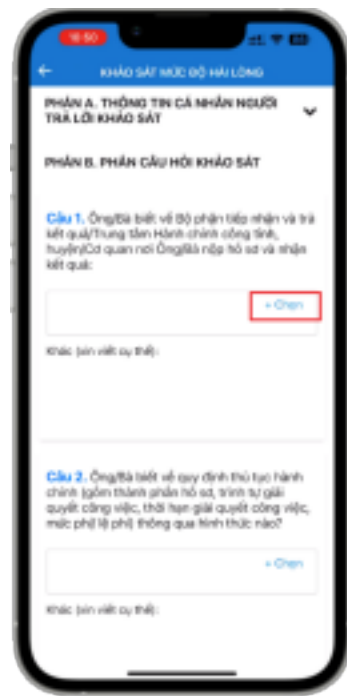 16:50
KHẢO SÁT MỨC ĐỘ HÀI LÒNG
PHẦN A. THÔNG TIN CÁ NHÂN NGƯỜI
TRẢ LỜI KHẢO SÁT
PHẦN B. PHẦN CÂU HỎI KHẢO SÁT
Câu 1. Ông/Bà biết về Bộ phận tiếp nhận và trả
kết quả/Trung tâm Hành chính công tỉnh,
huyện/Cơ quan nơi Ông/Bà nộp hồ sơ và nhận
kết quả:
+ Chọn
Khác (xin viết cụ thể):
Câu 2. Ông/Bà biết về quy định thủ tục hành
chính (gồm thành phần hồ sơ, trình tự giải
quyết công việc, thời hạn giải quyết công việc,
mức phí/ lệ phí) thông qua hình thức nào?
+ Chọn
Khác (xin viết cụ thể):